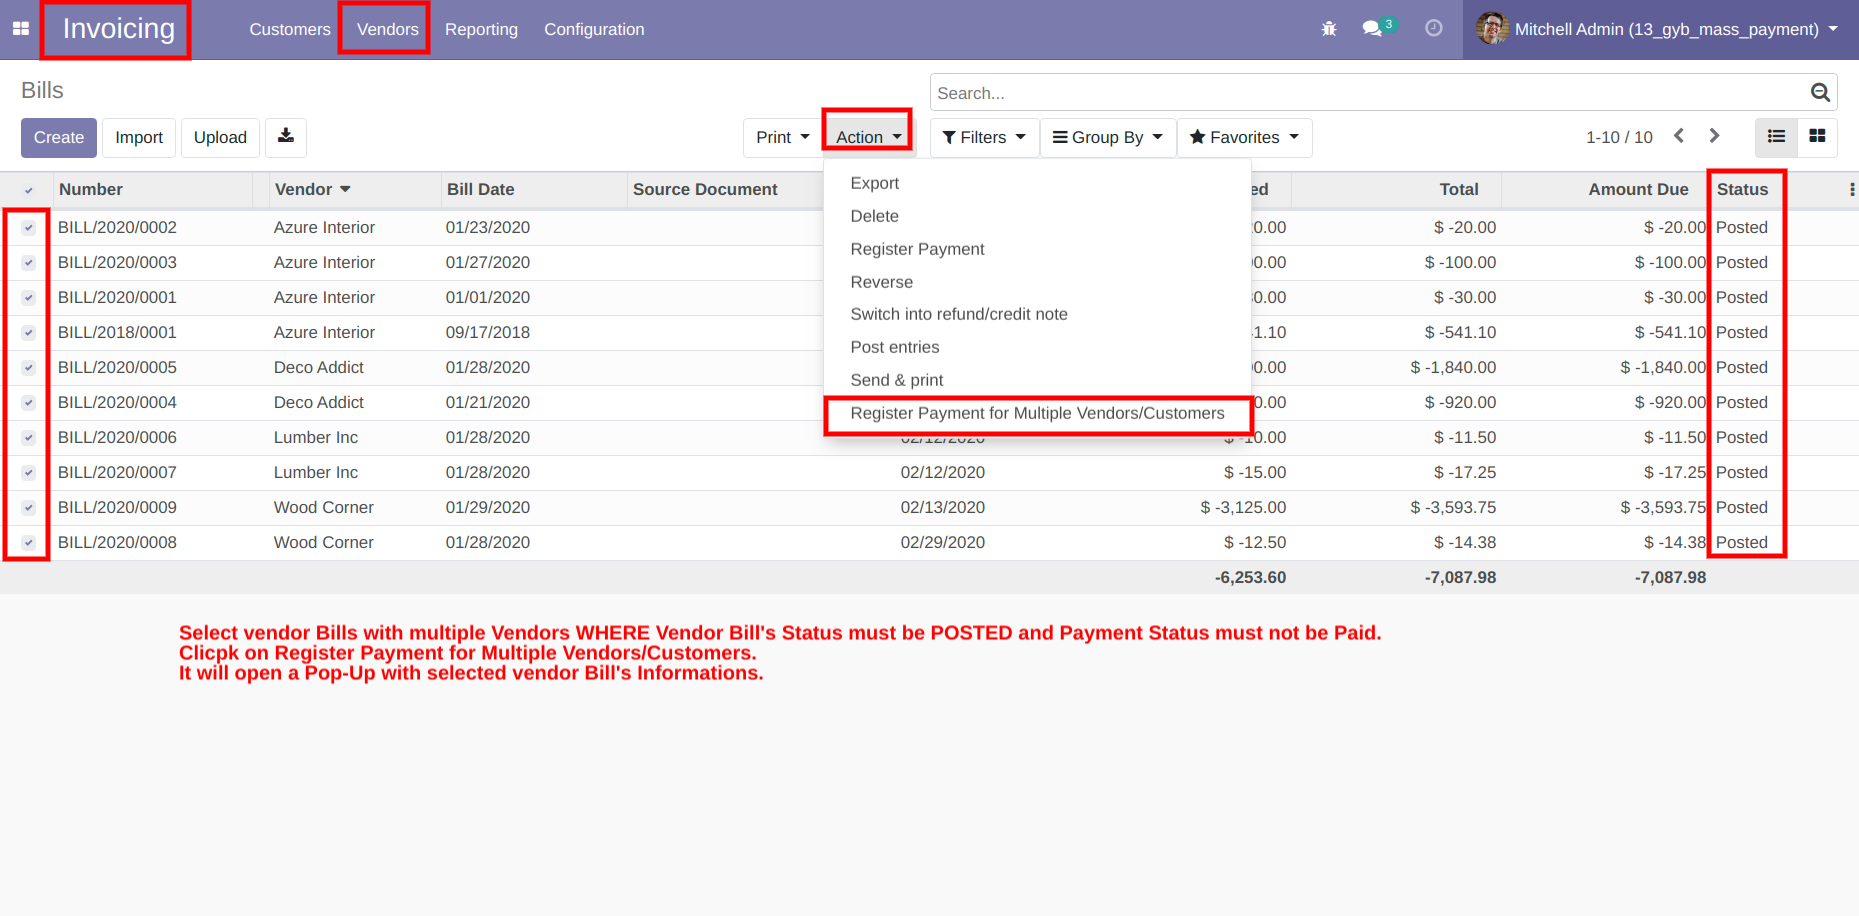 Invoicing Customers Vendors Reporting Configuration 3 Mitchell Admin (13_gyb_mass_payment)
Bills
Search...
Create Import Upload Print Action Filters Group By Favorites 1-10 / 10
Number Vendor Bill Date Source Document ed Total Amount Due Status
Export
Delete
Register Payment
Reverse
Switch into refund/credit note
Post entries
Send & print
Register Payment for Multiple Vendors/Customers
BILL/2020/0002 Azure Interior 01/23/2020 0.00 $ -20.00 $ -20.00 Posted
BILL/2020/0003 Azure Interior 01/27/2020 0.00 $ -100.00 $ -100.00 Posted
BILL/2020/0001 Azure Interior 01/01/2020 0.00 $ -30.00 $ -30.00 Posted
BILL/2018/0001 Azure Interior 09/17/2018 1.10 $ -541.10 $ -541.10 Posted
BILL/2020/0005 Deco Addict 01/28/2020 0.00 $ -1,840.00 $ -1,840.00 Posted
BILL/2020/0004 Deco Addict 01/21/2020 0.00 $ -920.00 $ -920.00 Posted
BILL/2020/0006 Lumber Inc 01/28/2020 02/12/2020 $ -10.00 $ -11.50 $ -11.50 Posted
BILL/2020/0007 Lumber Inc 01/28/2020 02/12/2020 $ -15.00 $ -17.25 $ -17.25 Posted
BILL/2020/0009 Wood Corner 01/29/2020 02/13/2020 $ -3,125.00 $ -3,593.75 $ -3,593.75 Posted
BILL/2020/0008 Wood Corner 01/28/2020 02/29/2020 $ -12.50 $ -14.38 $ -14.38 Posted
-6,253.60 -7,087.98 -7,087.98
Select vendor Bills with multiple Vendors WHERE Vendor Bill's Status must be POSTED and Payment Status must not be Paid.
Clicpk on Register Payment for Multiple Vendors/Customers.
It will open a Pop-Up with selected vendor Bill's Informations.